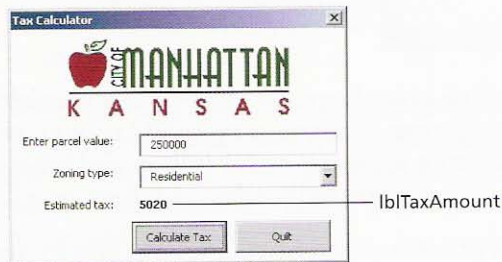 Tax Calculator
CITY OF MANHATTAN
KANSAS
Enter parcel value: 250000
Zoning type: Residential
Estimated tax: 5020 lblTaxAmount
Calculate Tax Quit